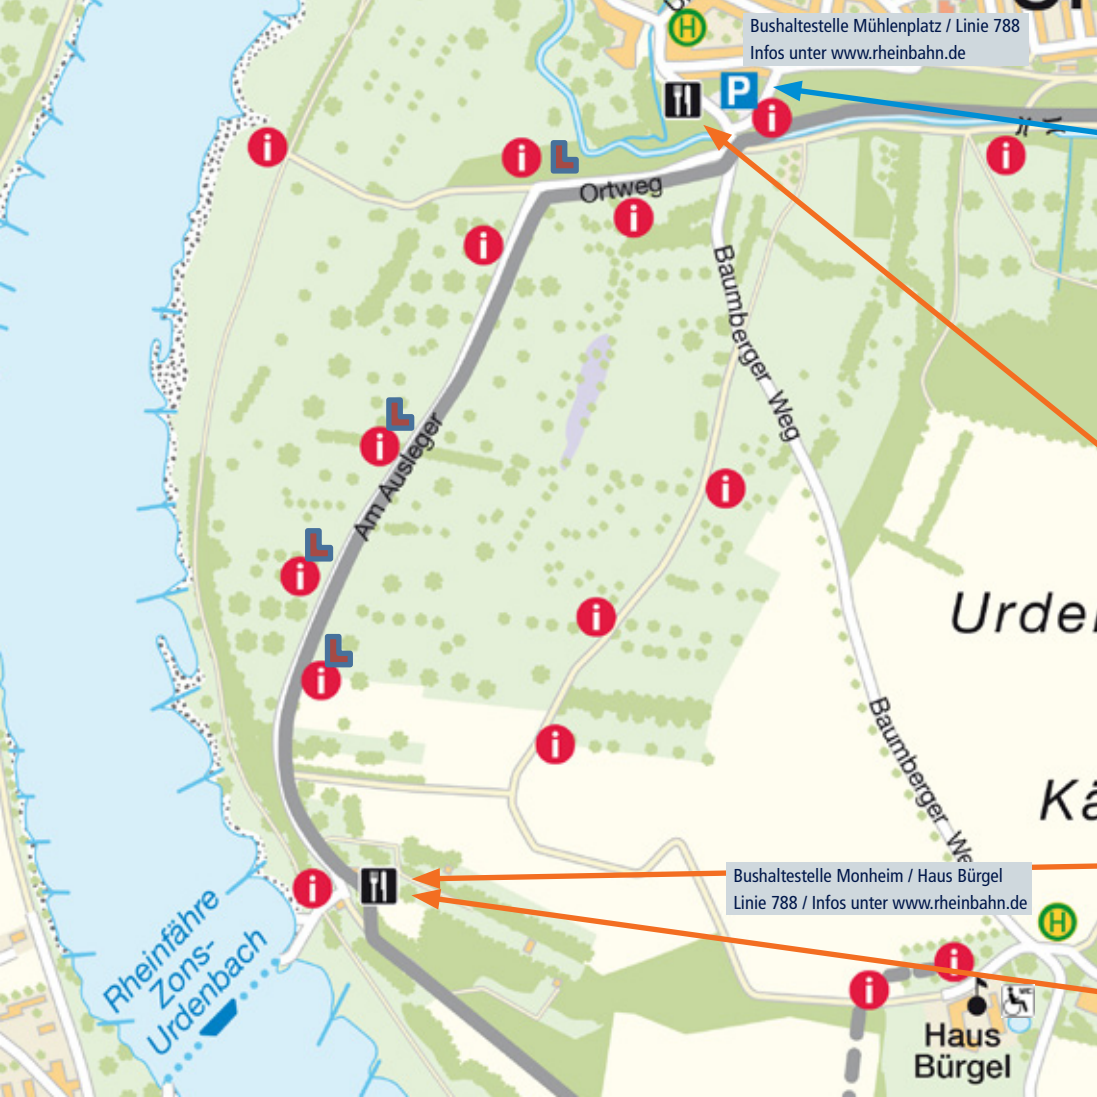 H
Bushaltestelle Mühlenplatz / Linie 788
Infos unter www.rheinbahn.de
P
i
i
i
L
i
Ortweg
i
i
Baumberger Weg
L
i
Am Ausleger
i
L
i
Urde
i
L
i
Baumberger We
i
Kä
Bushaltestelle Monheim / Haus Bürgel
Linie 788 / Infos unter www.rheinbahn.de
i
H
Rheinfähre
Zons-
Urdenbach
i
i
WC
Haus
Bürgel